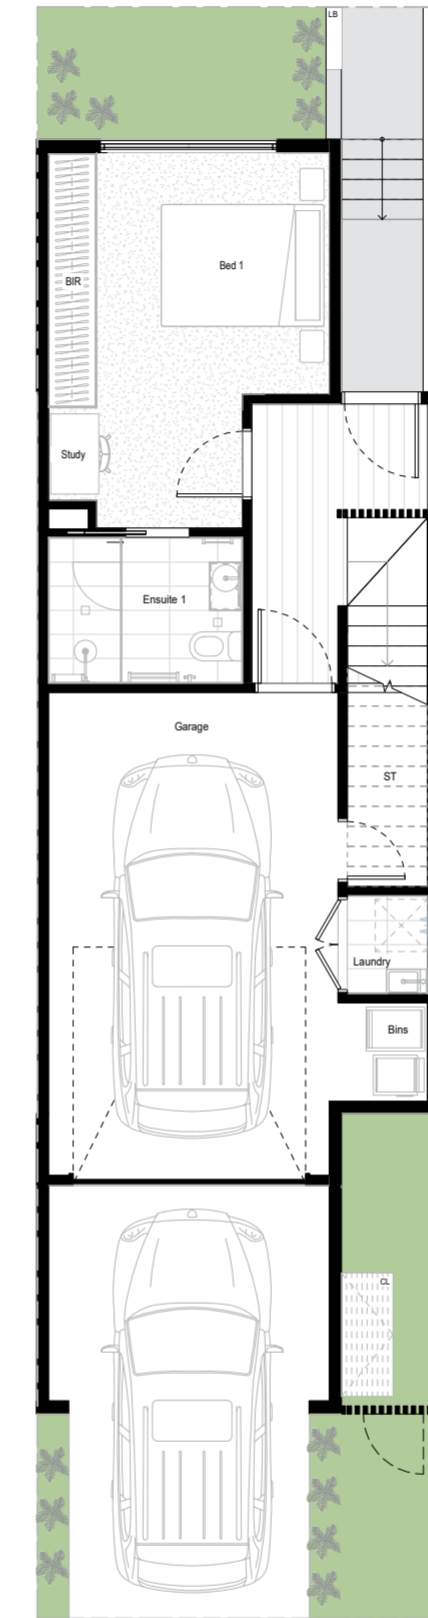 LB
Bed 1
BIR
Study
Ensuite 1
Garage
ST
Laundry
Bins
CL